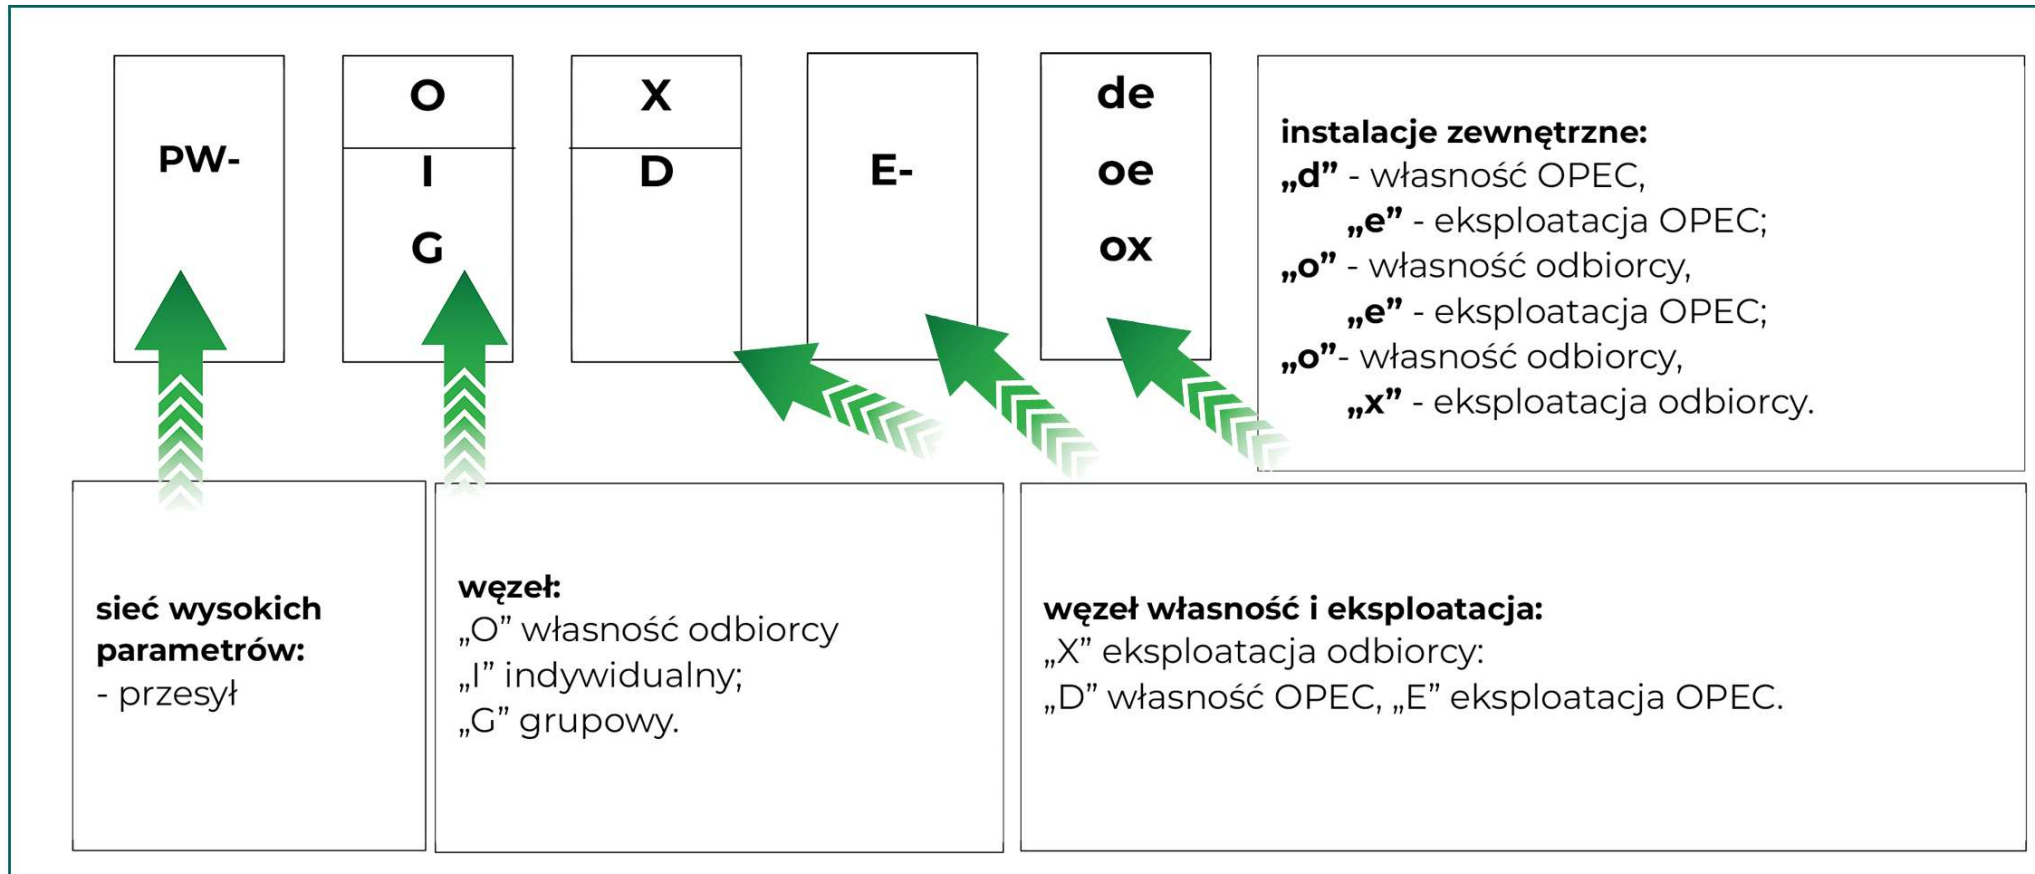 PW-
O
I
G
X
D
E-
de
oe
ox
instalacje zewnętrzne:
„d” - własność OPEC,
„e” - eksploatacja OPEC;
„o” - własność odbiorcy,
„e” - eksploatacja OPEC;
„o”- własność odbiorcy,
„x” - eksploatacja odbiorcy.
sieć wysokich
parametrów:
- przesył
węzeł:
„O” własność odbiorcy
„I” indywidualny;
„G” grupowy.
węzeł własność i eksploatacja:
„X” eksploatacja odbiorcy:
„D” własność OPEC, „E” eksploatacja OPEC.